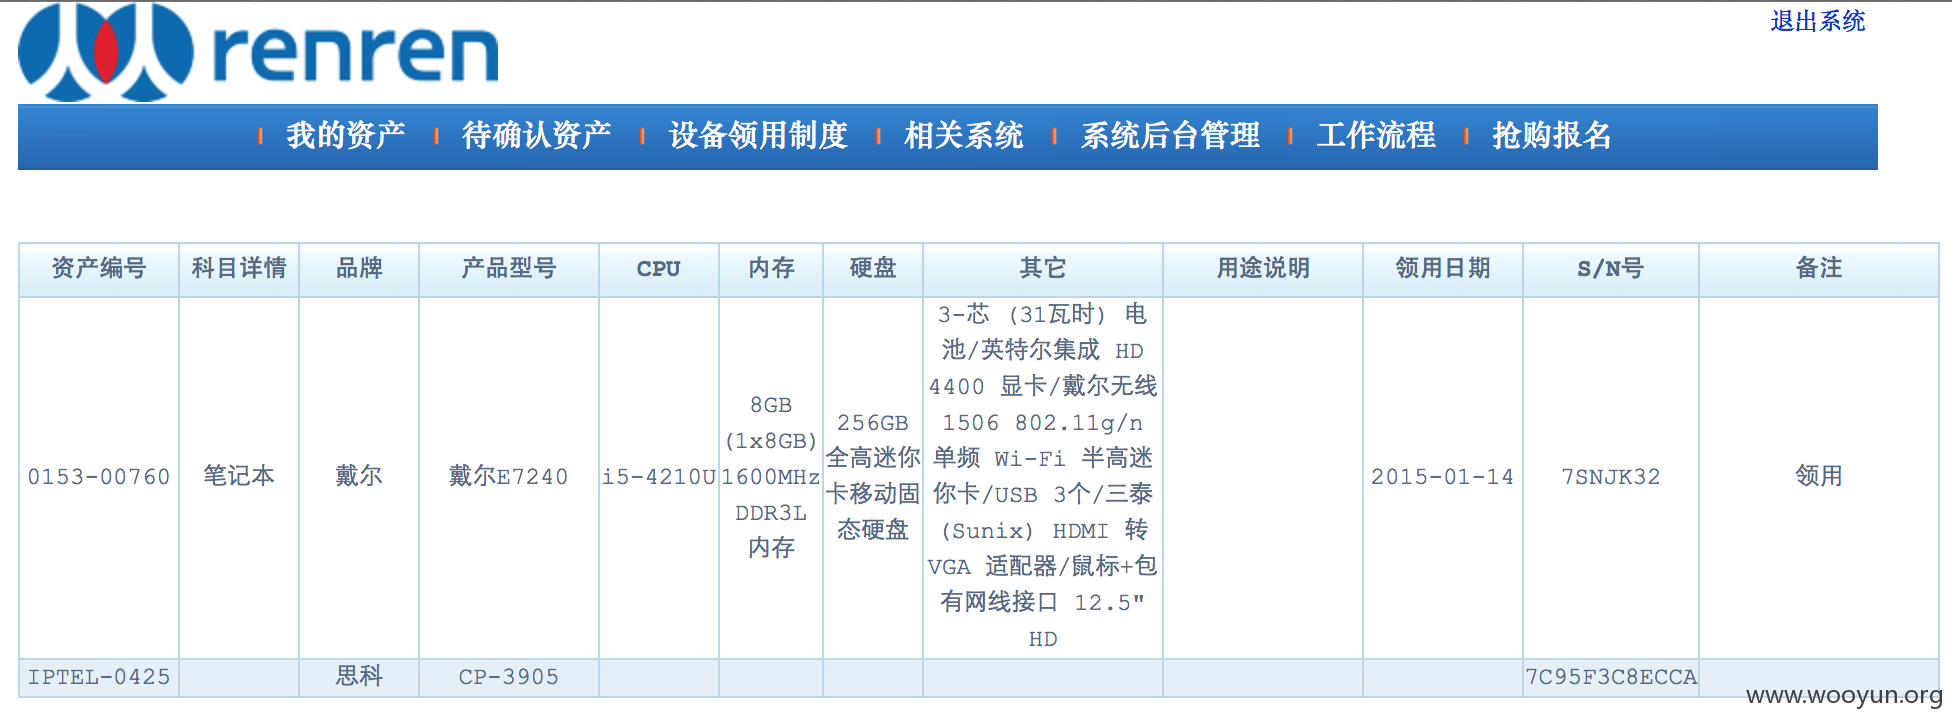 renren
退出系统
我的资产 待确认资产 设备领用制度 相关系统 系统后台管理 工作流程 抢购报名
资产编号 科目详情 品牌 产品型号 CPU 内存 硬盘 其它 用途说明 领用日期 S/N号 备注
0153-00760
笔记本
戴尔
戴尔E7240
i5-4210U
8GB
(1x8GB)
1600MHz
DDR3L
内存
256GB
全高迷你
卡移动固
态硬盘
3-芯 (31瓦时) 电
池/英特尔集成 HD
4400 显卡/戴尔无线
1506 802.11g/n
单频 Wi-Fi 半高迷
你卡/USB 3个/三泰
(Sunix) HDMI 转
VGA 适配器/鼠标+包
有网线接口 12.5"
HD
2015-01-14
7SNJK32
领用
IPTEL-0425 思科 CP-3905 7C95F3C8ECCA
www.wooyun.org